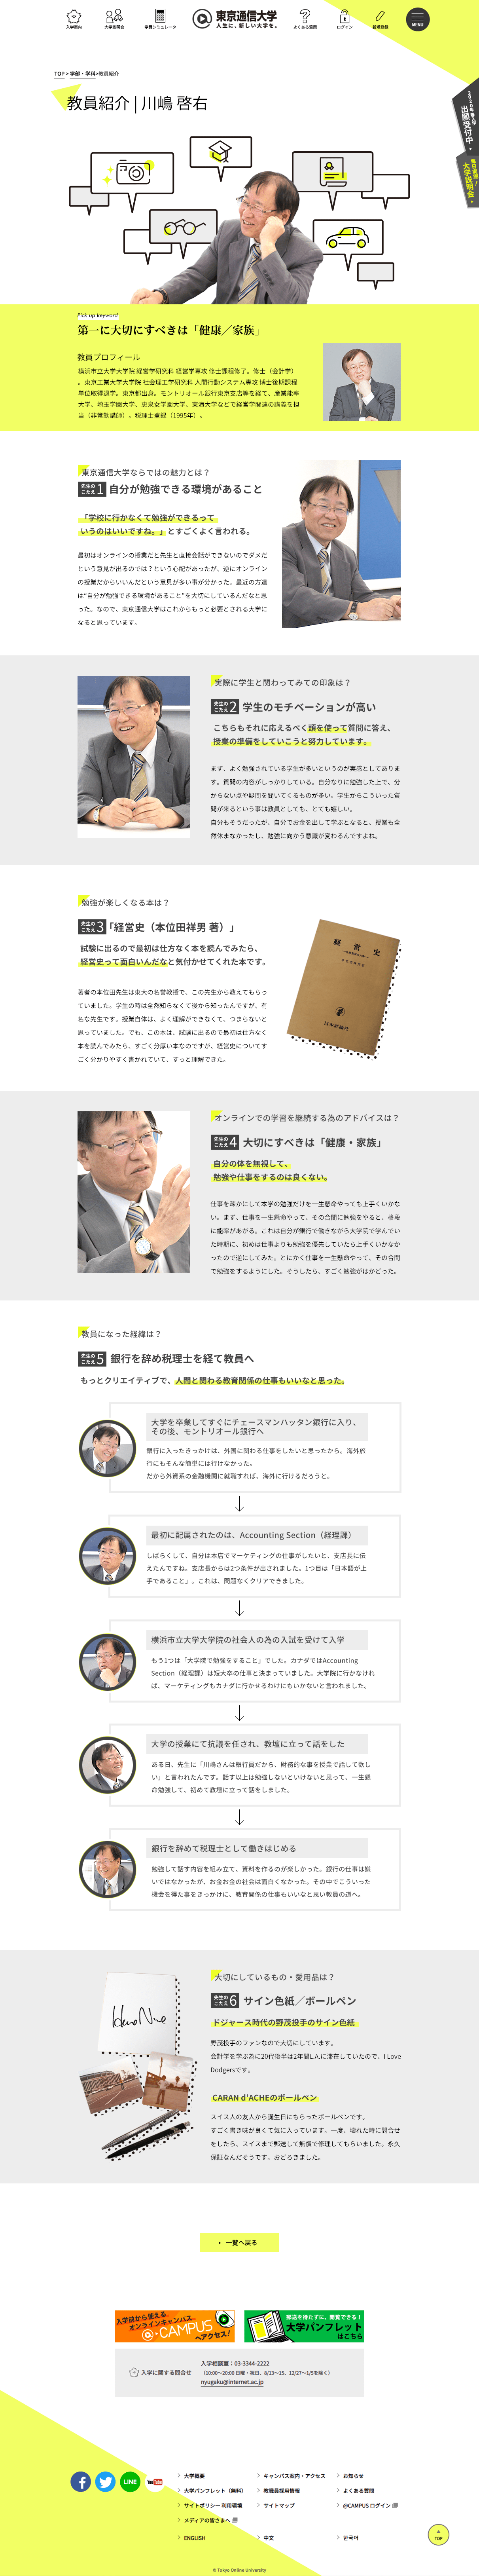 入学案内
大学説明会
学費シミュレータ
東京通信大学
人生に、新しい大学を。
よくある質問
ログイン
新規登録
MENU
TOP > 学部・学科>教員紹介
教員紹介 | 川嶋 啓右
出願受付中
毎日実施!
大学説明会
Pick up keyword
第一に大切にすべきは「健康／家族」
教員プロフィール
横浜市立大学大学院 経営学研究科 経営学専攻 修士課程修了。修士（会計学）
。東京工業大学大学院 社会理工学研究科 人間行動システム専攻 博士後期課程
単位取得退学、東京都出身。モントリオール銀行東京支店等を経て、産業能率
大学、埼玉学園大学、恵泉女学園大学、東海大学などで経営学関連の講義を担
当（非常勤講師）。税理士登録（1995年）。
東京通信大学ならではの魅力とは？
先生の
こたえ 1 自分が勉強できる環境があること
「学校に行かなくて勉強ができるって
いうのはいいですね。」とすごくよく言われる。
最初はオンラインの授業だと先生と直接会話ができないのでダメだ
という意見が出るのでは？という心配があったが、逆にオンライン
の授業だからいいんだという意見が多い事が分かった。最近の方達
は“自分が勉強できる環境があること”を大切にしているんだなと思
った。なので、東京通信大学はこれからもっと必要とされる大学に
なると思っています。
実際に学生と関わってみての印象は？
先生の
こたえ 2 学生のモチベーションが高い
こちらもそれに応えるべく頭を使って質問に答え、
授業の準備をしていこうと努力しています。
まず、よく勉強されている学生が多いというのが実感としてありま
す。質問の内容がしっかりしている。自分なりに勉強した上で、分
からない点や疑問を聞いてくるものが多い。学生からこういった質
問が来るという事は教員としても、とても嬉しい。
自分もそうだったが、自分でお金を出して学ぶとなると、授業も全
然休まなかったし、勉強に向かう意識が変わるんですよね。
勉強が楽しくなる本は？
先生の
こたえ 3 「経営史（本位田祥男 著）」
試験に出るので最初は仕方なく本を読んでみたら、
経営史って面白いんだなと気付かせてくれた本です。
著者の本位田先生は東大の名誉教授で、この先生から教えてもらっ
ていました。学生の時は全然知らなくて後から知ったんですが、有
名な先生です。授業自体は、よく理解ができなくて、つまらないと
思っていました。でも、この本は、試験に出るので最初は仕方なく
本を読んでみたら、すごく分厚い本なのですが、経営史についてす
ごく分かりやすく書かれていて、すっと理解できた。
経営史
日本評論社
オンラインでの学習を継続する為のアドバイスは？
先生の
こたえ 4 大切にすべきは「健康・家族」
自分の体を無視して、
勉強や仕事をするのは良くない。
仕事を疎かにして本学の勉強だけを一生懸命やっても上手くいかな
い。まず、仕事を一生懸命やって、その合間に勉強をやると、格段
に能率があがる。これは自分が銀行で働きながら大学院で学んでい
た時期に、初めは仕事よりも勉強を優先していたら上手くいかなか
ったので逆にしてみた。とにかく仕事を一生懸命やって、その合間
で勉強をするようにした。そうしたら、すごく勉強がはかどった。
教員になった経緯は？
先生の
こたえ 5 銀行を辞め税理士を経て教員へ
もっとクリエイティブで、人間と関わる教育関係の仕事もいいなと思った。
大学を卒業してすぐにチェースマンハッタン銀行に入り、
その後、モントリオール銀行へ
銀行に入ったきっかけは、外国に関わる仕事をしたいと思ったから。海外旅
行にもそんな簡単には行けなかった。
だから外資系の金融機関に就職すれば、海外に行けるだろうと。
最初に配属されたのは、Accounting Section（経理課）
しばらくして、自分は本店でマーケティングの仕事がしたいと、支店長に伝
えたんですね。支店長からは2つ条件が出されました。1つ目は「日本語が上
手であること」。これは、問題なくクリアできました。
横浜市立大学大学院の社会人の為の入試を受けて入学
もう1つは「大学院で勉強をすること」でした。カナダではAccounting
Section（経理課）は短大卒の仕事と決まっていました。大学院に行かなけれ
ば、マーケティングもカナダに行かせるわけにもいかないと言われました。
大学の授業にて抗議を任され、教壇に立って話をした
ある日、先生に「川嶋さんは銀行員だから、財務的な事を授業で話して欲し
い」と言われたんです。話す以上は勉強しないといけないと思って、一生懸
命勉強して、初めて教壇に立って話をしました。
銀行を辞めて税理士として働きはじめる
勉強して話す内容を組み立て、資料を作るのが楽しかった。銀行の仕事は嫌
いではなかったが、お金お金の社会は面白くなかった。その中でこういった
機会を得た事をきっかけに、教育関係の仕事もいいなと思い教員の道へ。
大切にしているもの・愛用品は？
先生の
こたえ 6 サイン色紙／ボールペン
ドジャース時代の野茂投手のサイン色紙
野茂投手のファンなので大切にしています。
会計学を学ぶ為に20代後半は2年間L.A.に滞在していたので、I Love
Dodgersです。
CARAN d'ACHEのボールペン
スイス人の友人から誕生日にもらったボールペンです。
すごく書き味が良くて気に入っています。一度、壊れた時に問合せ
をしたら、スイスまで郵送して無償で修理してもらいました。永久
保証なんだそうです。おどろきました。
一覧へ戻る
入学前から使える
オンラインキャンパス
@CAMPUS
へアクセス!
郵送を待たずに、閲覧できる！
大学パンフレット
はこちら
入学に関する問合せ
入学相談室：03-3344-2222
（10:00〜20:00 日曜・祝日，8/13〜15、12/27〜1/5を除く）
nyugaku@internet.ac.jp
LINE
YouTube
大学概要
キャンパス案内・アクセス
お知らせ
大学パンフレット（無料）
教職員採用情報
よくある質問
サイトポリシー 利用環境
サイトマップ
@CAMPUS ログイン
メディアの皆さまへ
ENGLISH
中文
한국어
TOP
© Tokyo Online University